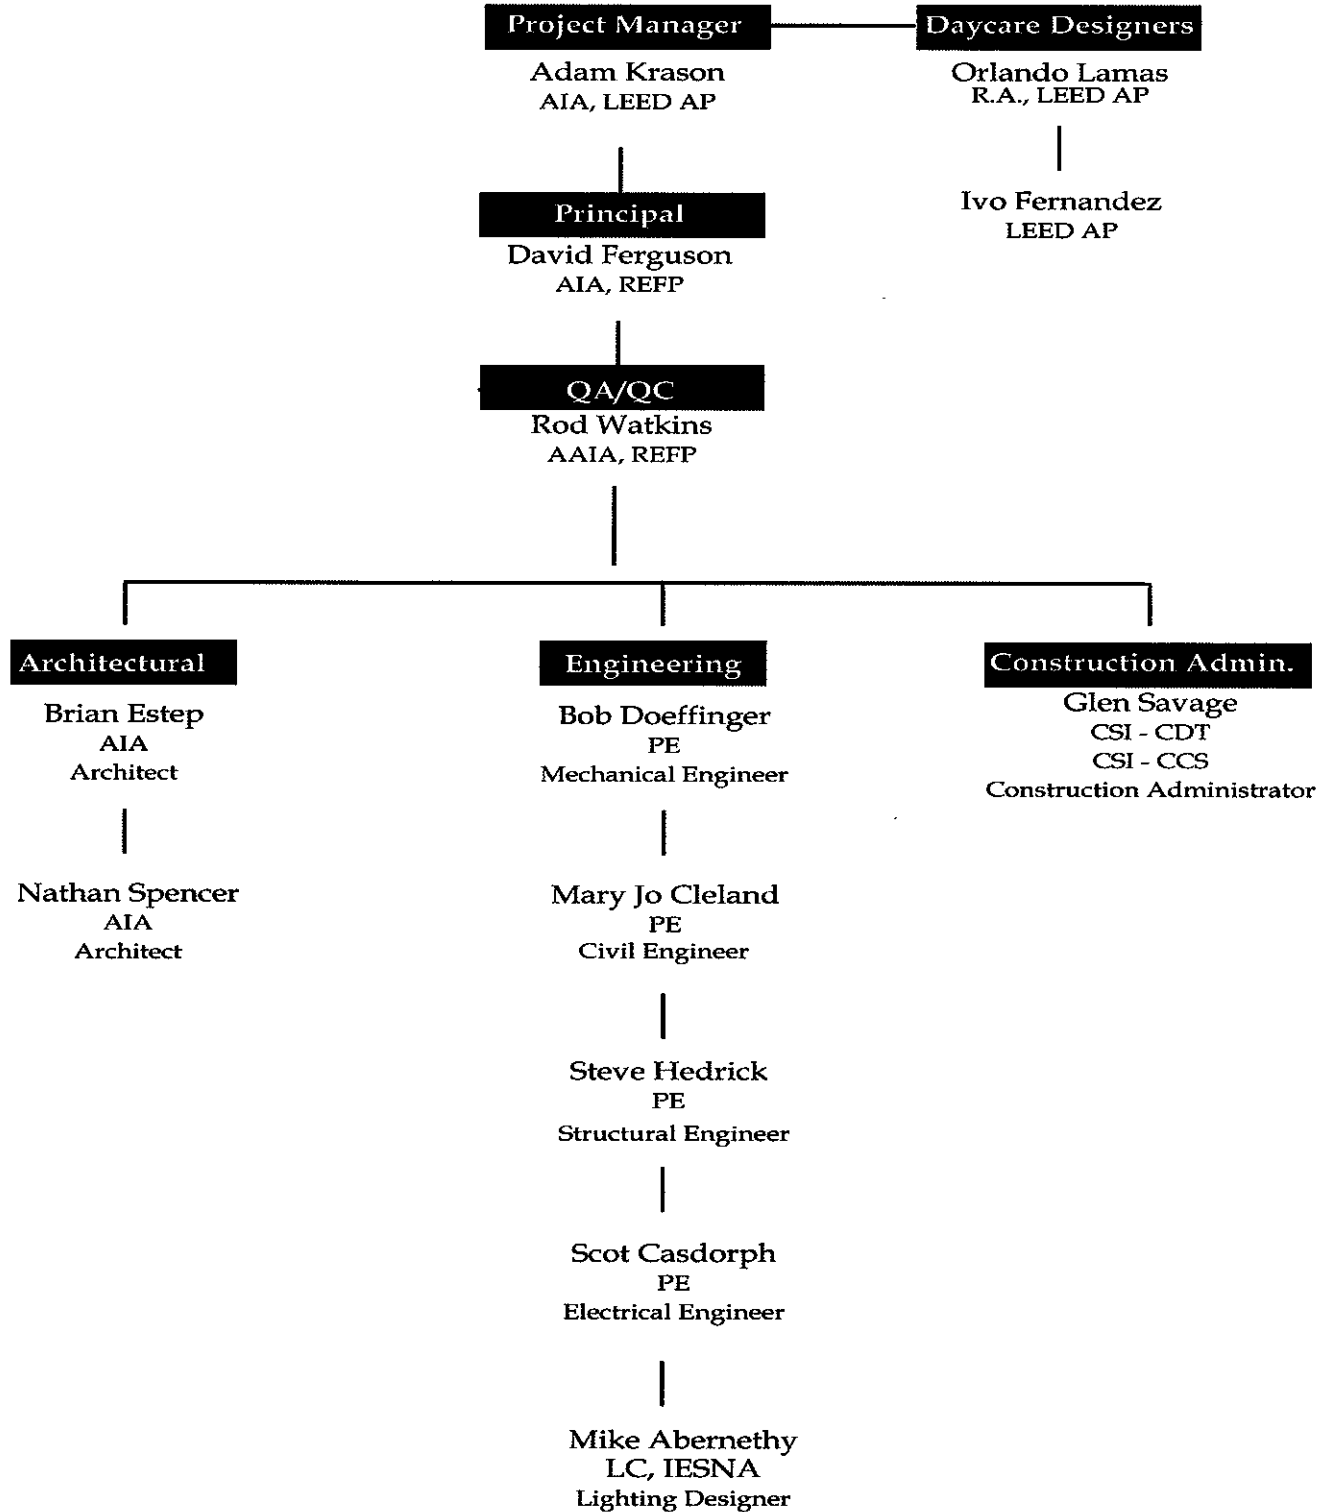 Project Manager
Adam Krason
AIA, LEED AP
Daycare Designers
Orlando Lamas
R.A., LEED AP
Ivo Fernandez
LEED AP
Principal
David Ferguson
AIA, REFP
QA/QC
Rod Watkins
AAIA, REFP
Architectural
Brian Estep
AIA
Architect
Nathan Spencer
AIA
Architect
Engineering
Bob Doeffinger
PE
Mechanical Engineer
Mary Jo Cleland
PE
Civil Engineer
Steve Hedrick
PE
Structural Engineer
Scot Casdorph
PE
Electrical Engineer
Mike Abernethy
LC, IESNA
Lighting Designer
Construction Admin.
Glen Savage
CSI - CDT
CSI - CCS
Construction Administrator